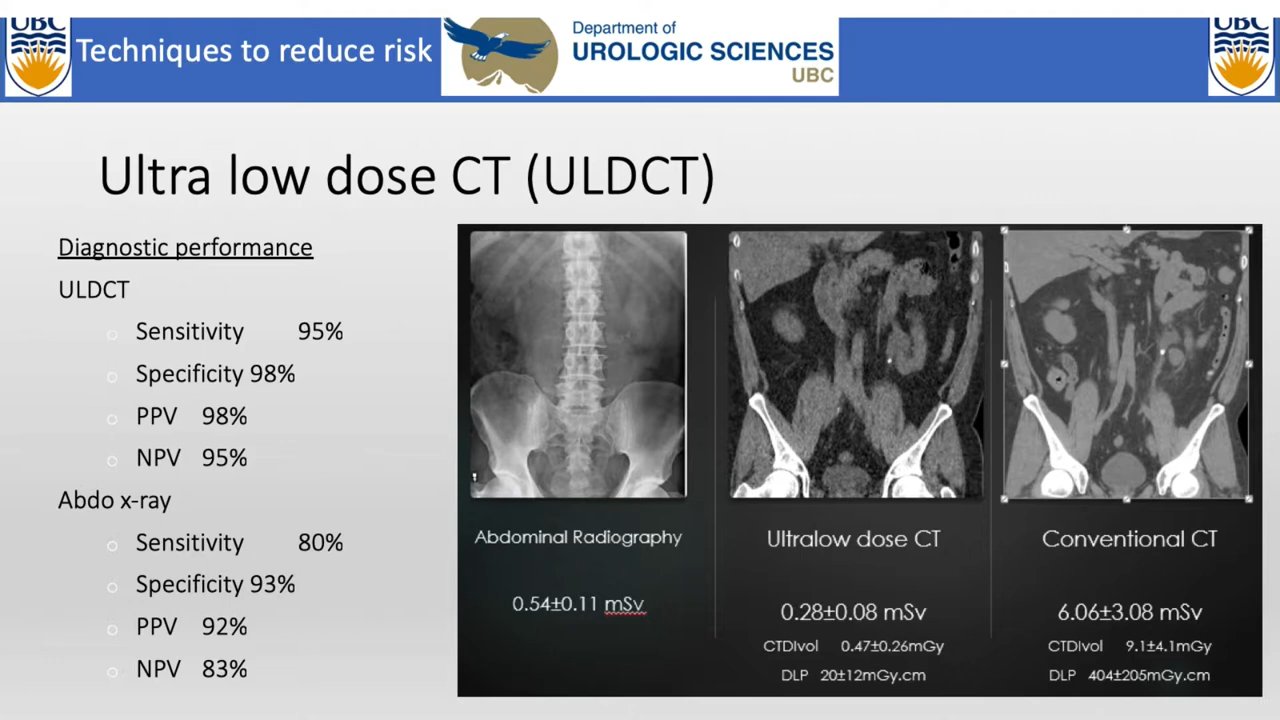 UBC
Techniques to reduce risk
Department of
UROLOGIC SCIENCES
UBC
UBC
Ultra low dose CT (ULDCT)
Diagnostic performance
ULDCT
Sensitivity 95%
Specificity 98%
PPV 98%
NPV 95%
Abdo x-ray
Sensitivity 80%
Specificity 93%
PPV 92%
NPV 83%
Abdominal Radiography
0.54±0.11 mSv
Ultralow dose CT
0.28±0.08 mSv
CTDIvol 0.47±0.26mGy
DLP 20±12mGy.cm
Conventional CT
6.06±3.08 mSv
CTDIvol 9.1±4.1mGy
DLP 404±205mGy.cm